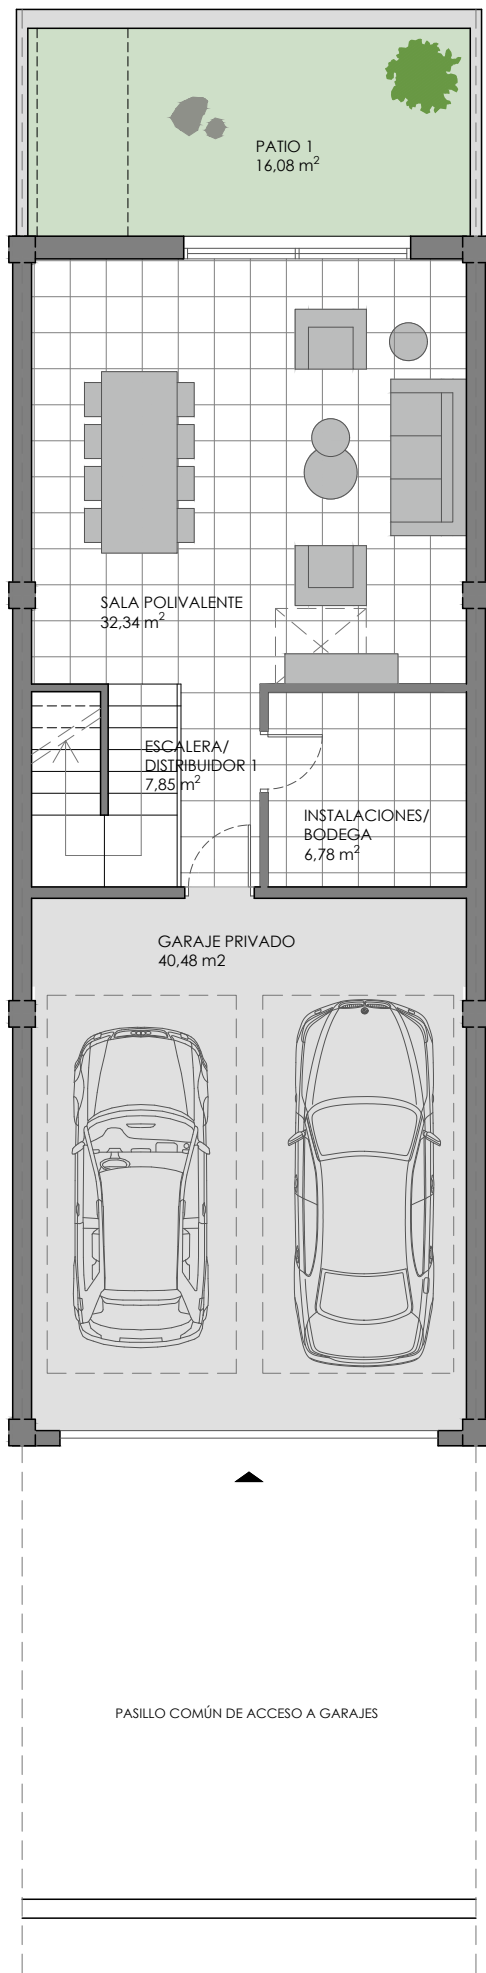 PATIO 1
16,08 m²
SALA POLIVALENTE
32,34 m²
ESCALERA/
DISTRIBUIDOR 1
7,85 m²
INSTALACIONES/
BODEGA
6,78 m²
GARAJE PRIVADO
40,48 m2
PASILLO COMÚN DE ACCESO A GARAJES